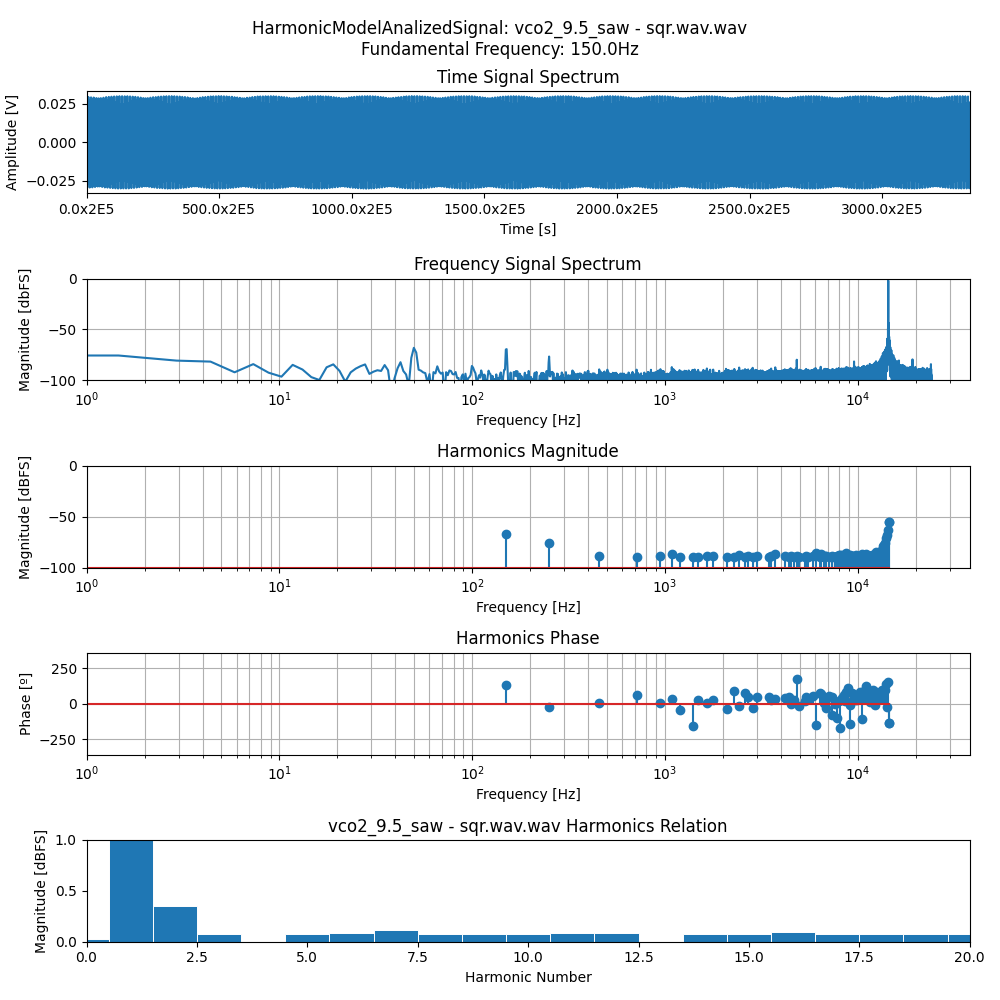 HarmonicModelAnalizedSignal: vco2_9.5_saw - sqr.wav.wav
Fundamental Frequency: 150.0Hz
Time Signal Spectrum
Amplitude [V]
0.025
0.000
−0.025
0.0x2E5 500.0x2E5 1000.0x2E5 1500.0x2E5 2000.0x2E5 2500.0x2E5 3000.0x2E5
Time [s]
Frequency Signal Spectrum
Magnitude [dbFS]
0
−50
−100
10^0 10^1 10^2 10^3 10^4
Frequency [Hz]
Harmonics Magnitude
Magnitude [dBFS]
0
−50
−100
10^0 10^1 10^2 10^3 10^4
Frequency [Hz]
Harmonics Phase
Phase [º]
250
0
−250
10^0 10^1 10^2 10^3 10^4
Frequency [Hz]
vco2_9.5_saw - sqr.wav.wav Harmonics Relation
Magnitude [dBFS]
1.0
0.5
0.0
0.0 2.5 5.0 7.5 10.0 12.5 15.0 17.5 20.0
Harmonic Number